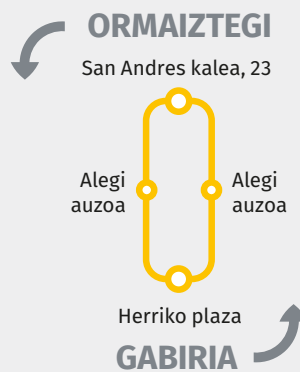 ORMAIZTEGI
San Andres kalea, 23
Alegi
auzoa
Alegi
auzoa
Herriko plaza
GABIRIA